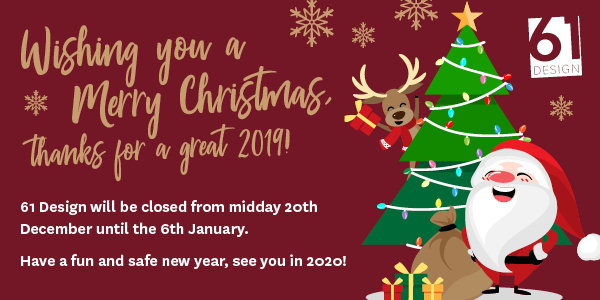 Wishing you a
Merry Christmas,
thanks for a great 2019!
61 Design will be closed from midday 20th
December until the 6th January.
Have a fun and safe new year, see you in 2020!
61
DESIGN